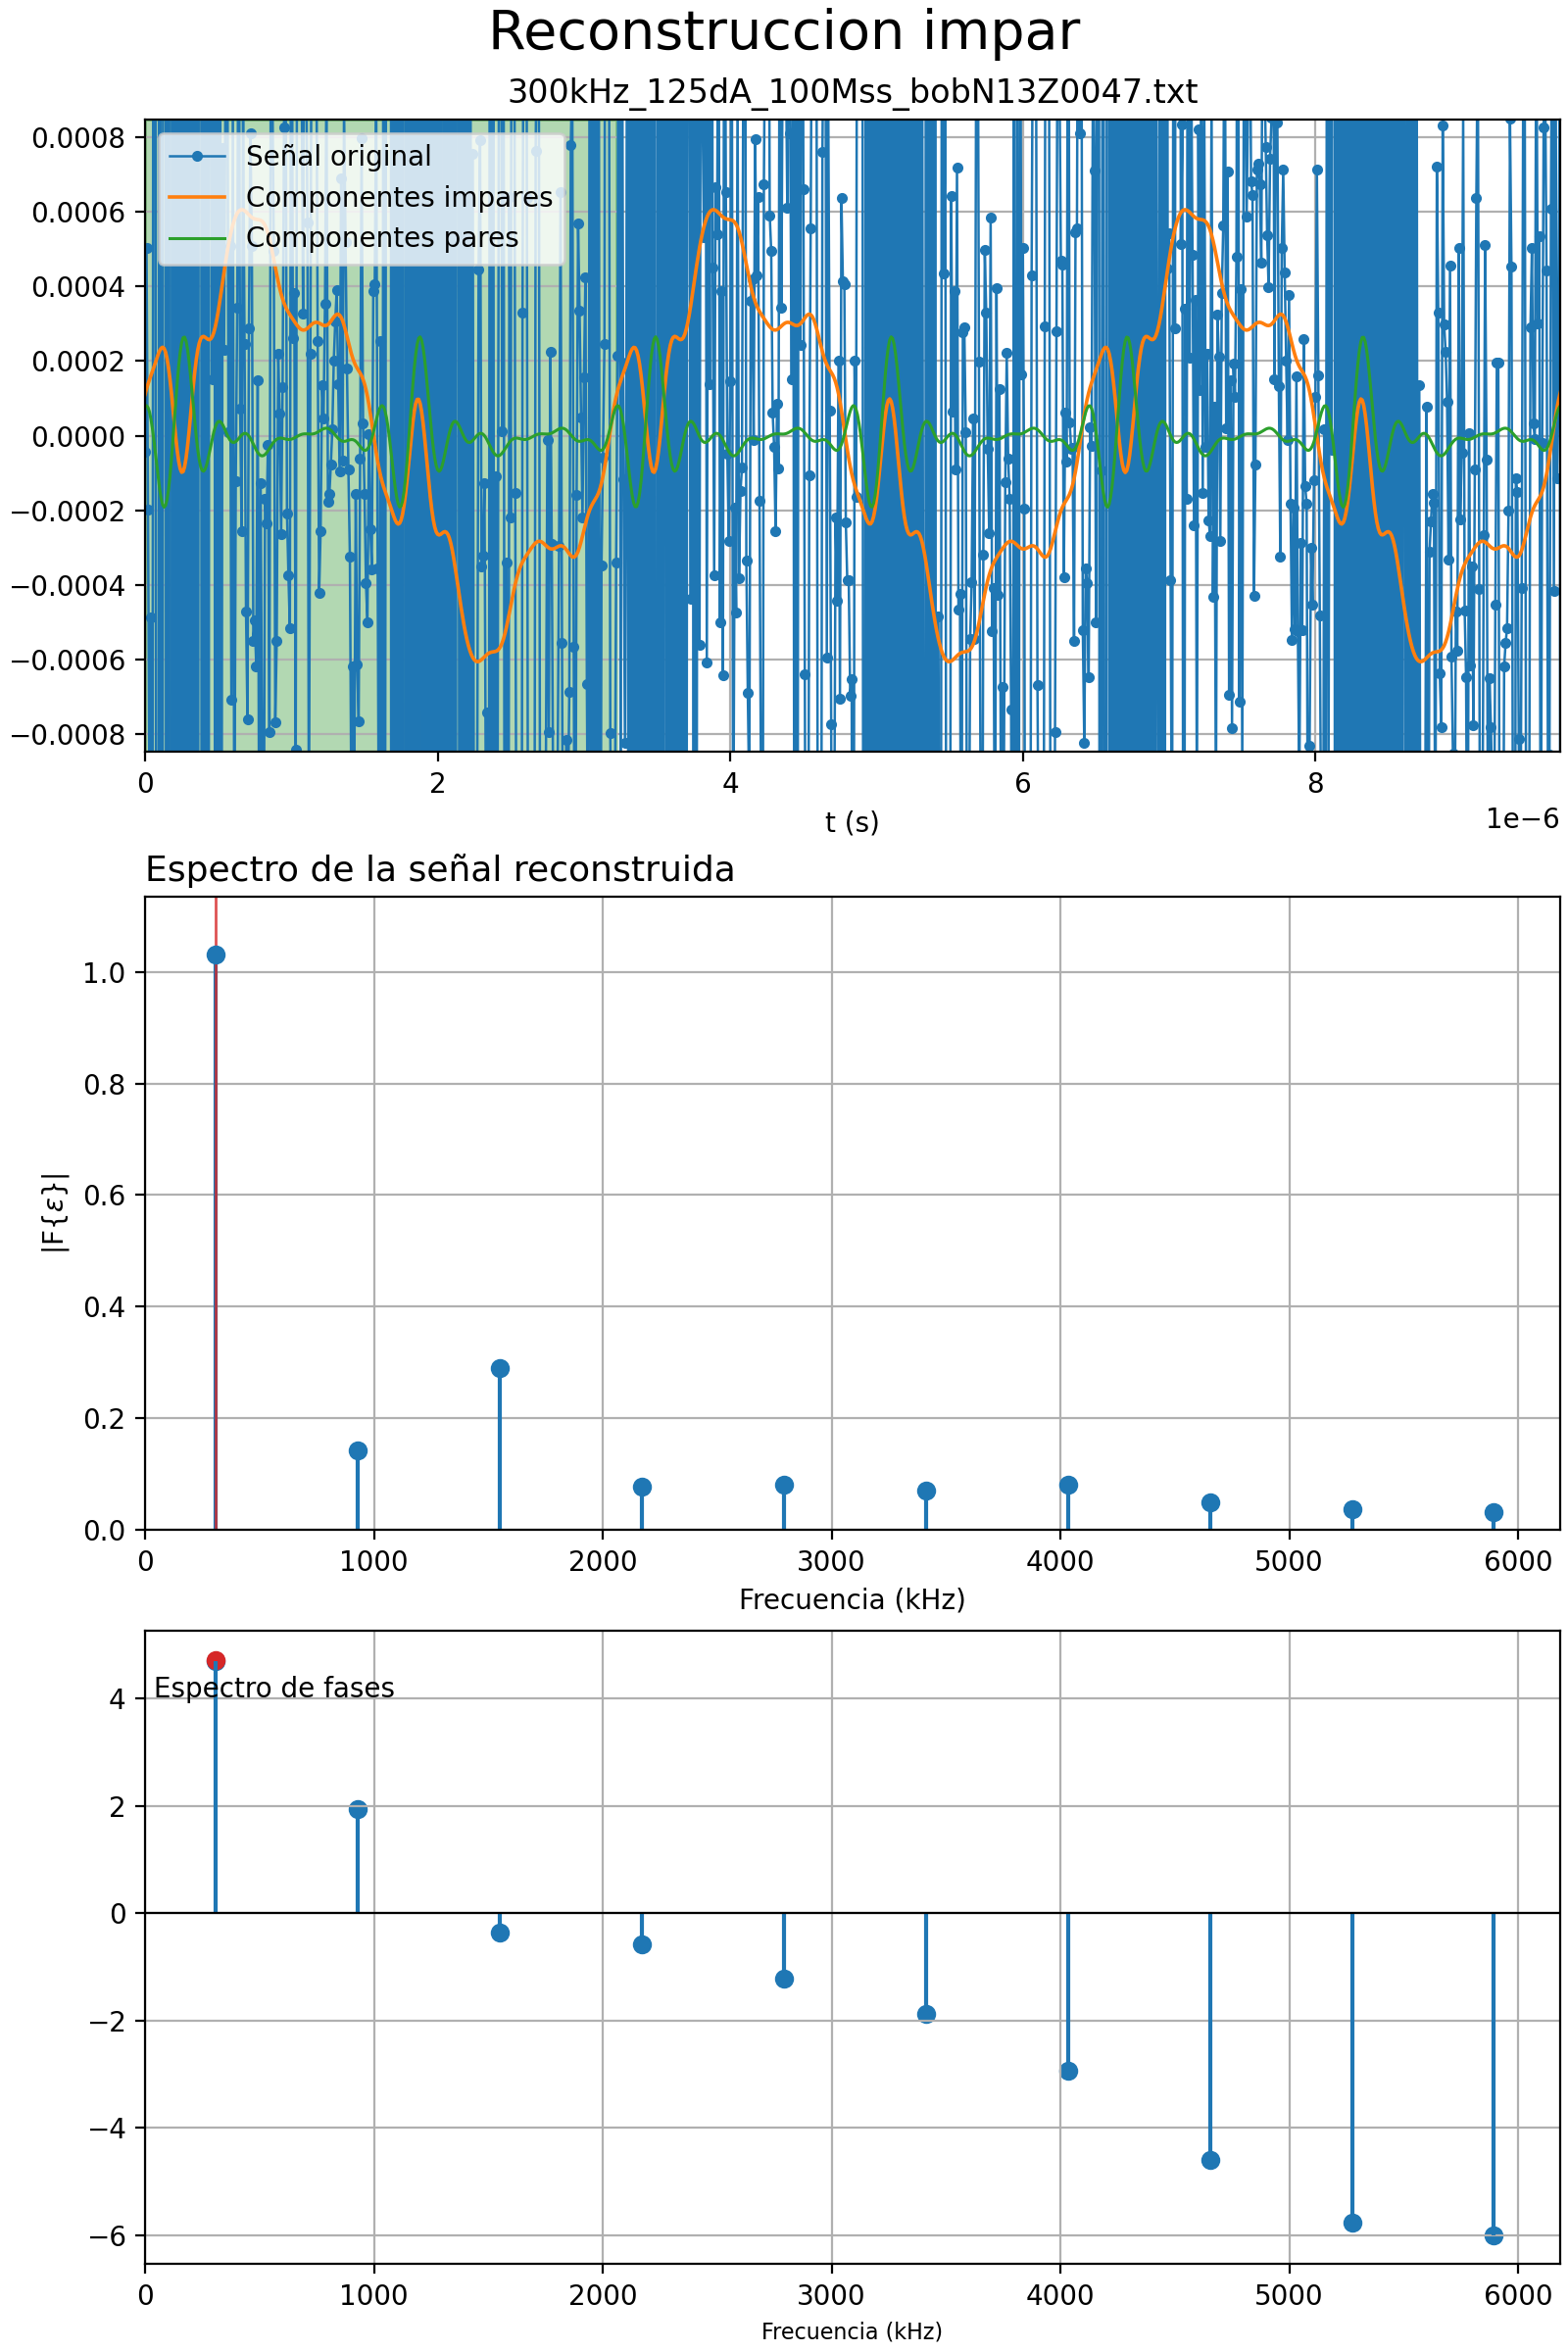 Reconstruccion impar
300kHz_125dA_100Mss_bobN13Z0047.txt
0.0008
0.0006
0.0004
0.0002
0.0000
−0.0002
−0.0004
−0.0006
−0.0008
Señal original
Componentes impares
Componentes pares
0 2 4 6 8
t (s)
1e−6
Espectro de la señal reconstruida
1.0
0.8
0.6
0.4
0.2
0.0
|F{ε}|
0 1000 2000 3000 4000 5000 6000
Frecuencia (kHz)
Espectro de fases
4
2
0
−2
−4
−6
0 1000 2000 3000 4000 5000 6000
Frecuencia (kHz)